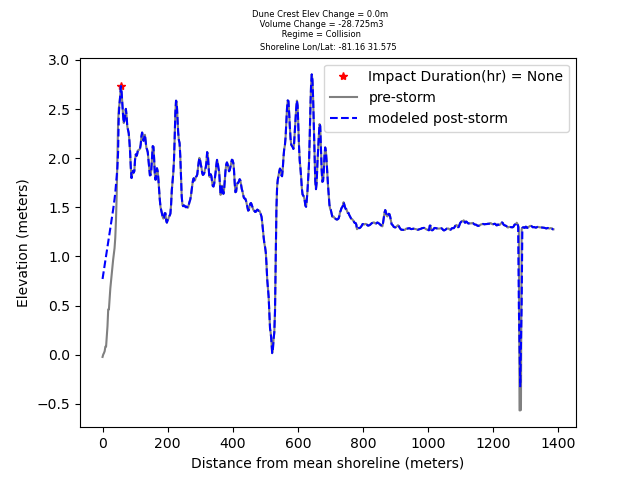 Dune Crest Elev Change = 0.0m
Volume Change = -28.725m3
Regime = Collision
Shoreline Lon/Lat: -81.16 31.575
Impact Duration(hr) = None
pre-storm
modeled post-storm
3.0
2.5
2.0
1.5
1.0
0.5
0.0
−0.5
Elevation (meters)
0 200 400 600 800 1000 1200 1400
Distance from mean shoreline (meters)